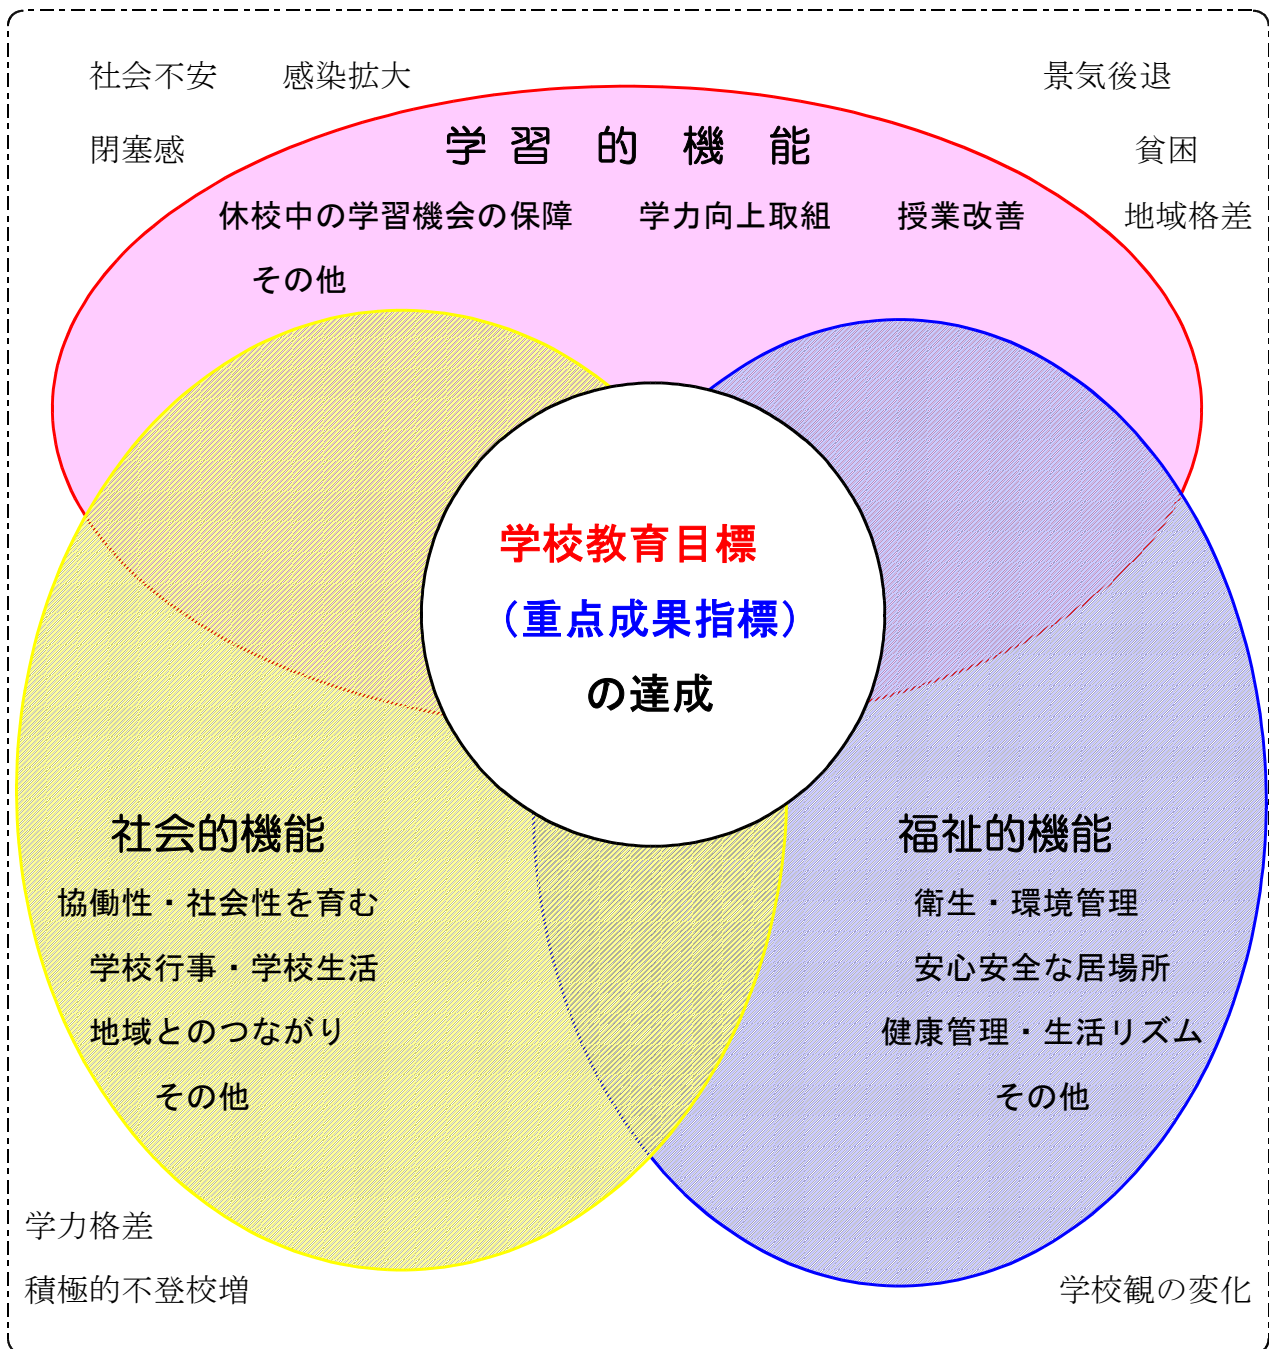 社会不安　　感染拡大　　景気後退
閉塞感　　貧困
学習的機能
休校中の学習機会の保障　　学力向上取組　　授業改善　　地域格差
その他
学校教育目標
（重点成果指標）
の達成
社会的機能
協働性・社会性を育む
学校行事・学校生活
地域とのつながり
その他
福祉的機能
衛生・環境管理
安心安全な居場所
健康管理・生活リズム
その他
学力格差
積極的不登校増
学校観の変化